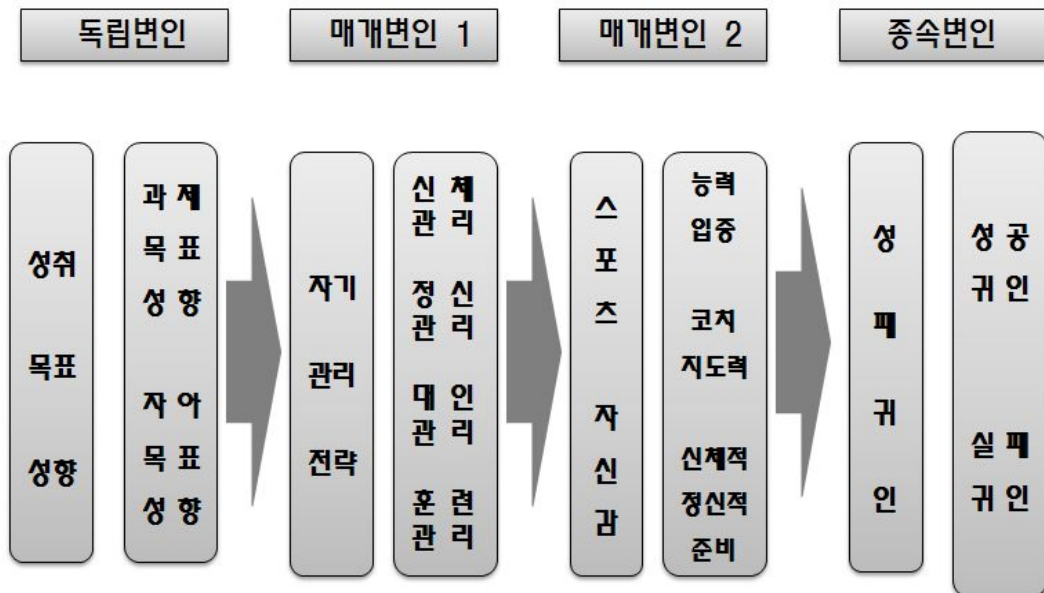 독립변인
매개변인 1
매개변인 2
종속변인
성취
목표
성향
과 제
목 표
성 향
자 아
목 표
성 향
자기
관리
전략
신 체
관 리
정 신
관 리
대 인
관 리
훈 련
관 리
스
포
츠
자
신
감
능력
입증
코치
지도력
신체적
정신적
준비
성
패
귀
인
성 공
귀 인
실 패
귀 인